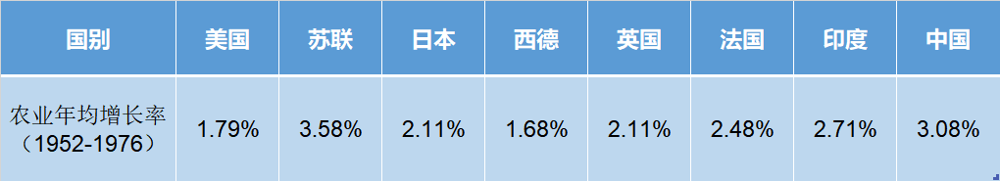 国别 美国 苏联 日本 西德 英国 法国 印度 中国
农业年均增长率
（1952-1976） 1.79% 3.58% 2.11% 1.68% 2.11% 2.48% 2.71% 3.08%